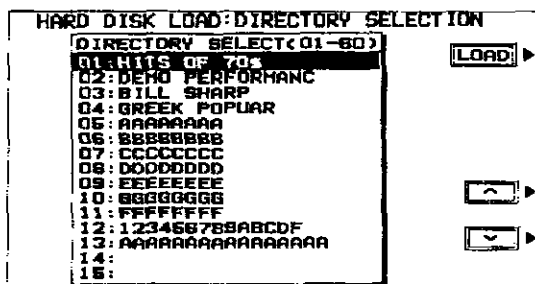 HARD DISK LOAD:DIRECTORY SELECTION
DIRECTORY SELECT<01-60>
01:HITS OF 70s
02:DEMO PERFORMANC
03:BILL SHARP
04:GREEK POPUAR
05:AAAAAAAA
06:BBBBBBBB
07:CCCCCCCC
08:DDDDDDDD
09:EEEEEEEE
10:GGGGGGGG
11:FFFFFFFF
12:123456789ABCDF
13:AAAAAAAAAAAAAAAA
14:
15:
LOAD